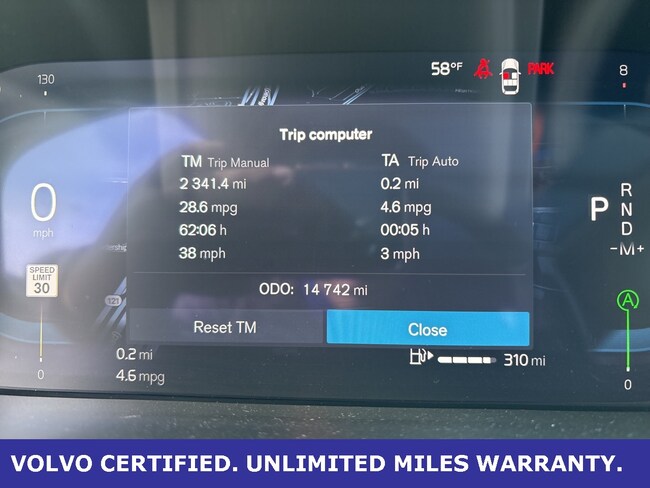 130
58°F
PARK
8
Trip computer
TM Trip Manual
TA Trip Auto
2 341.4 mi
0.2 mi
28.6 mpg
4.6 mpg
62:06 h
00:05 h
38 mph
3 mph
0
mph
P
R
N
D
-M+
SPEED
LIMIT
30
121
ODO: 14 742 mi
Reset TM
Close
A
0.2 mi
4.6 mpg
310 mi
0
0
VOLVO CERTIFIED. UNLIMITED MILES WARRANTY.